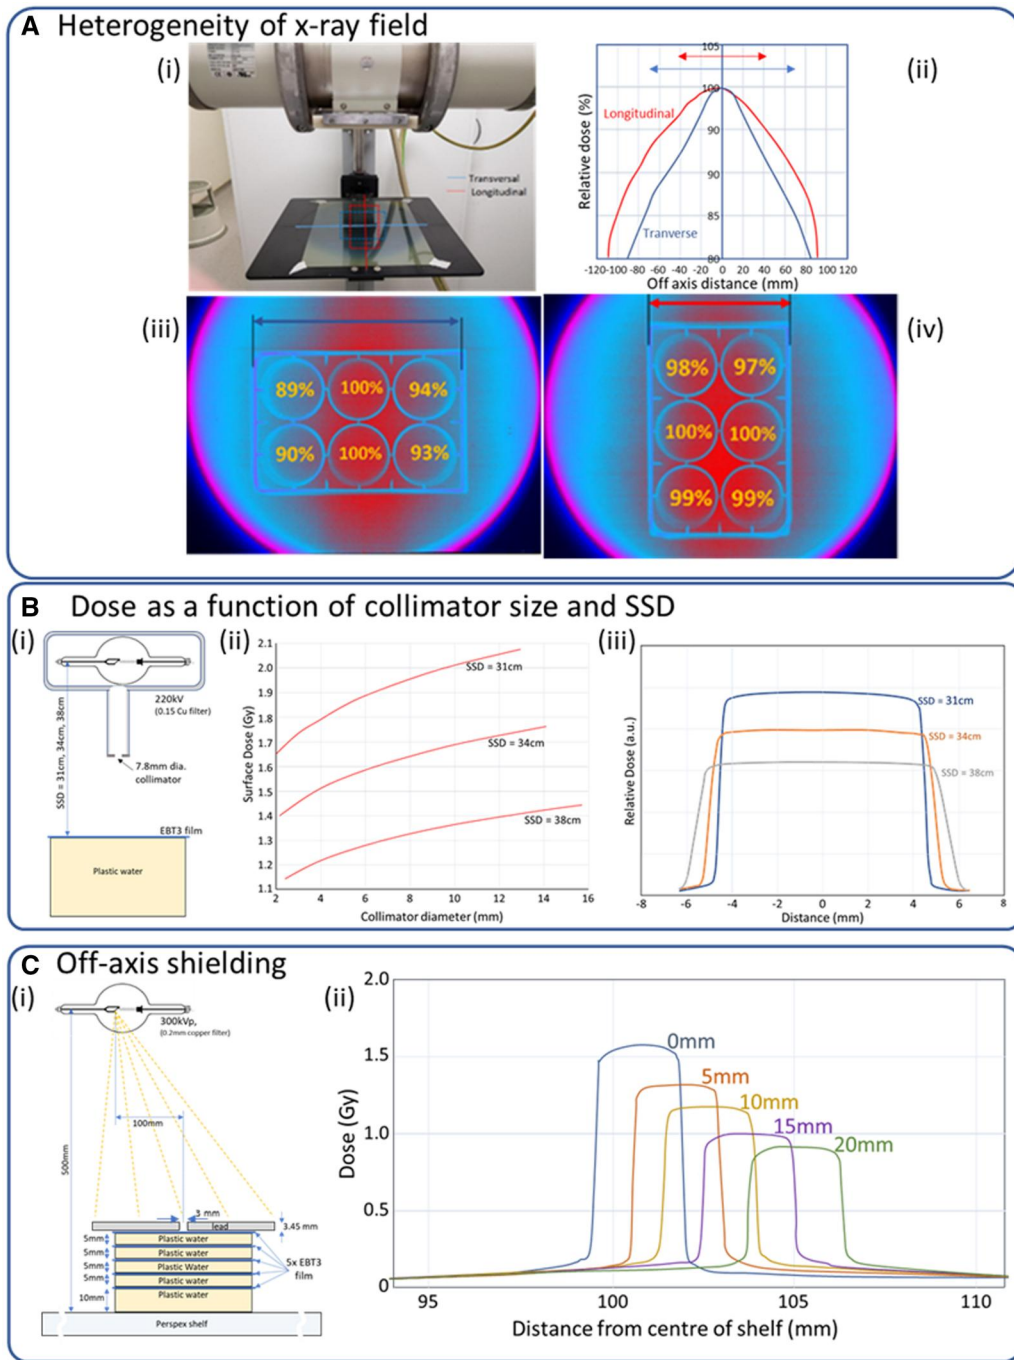 A Heterogeneity of x-ray field
(i)
Transversal
Longitudinal
(ii)
105
100
90
90
85
80
Relative dose (%)
Longitudinal
Tranverse
-120-100 -80 -60 -40 -20 0 20 40 60 80 100 120
Off axis distance (mm)
(iii)
89% 100% 94%
90% 100% 93%
(iv)
98% 97%
100% 100%
99% 99%
B Dose as a function of collimator size and SSD
(i)
220kV
(0.15 Cu filter)
SSD = 31cm, 34cm, 38cm
7.8mm dia.
collimator
EBT3 film
Plastic water
(ii)
2.1
2.0
1.9
1.8
1.7
1.6
1.5
1.4
1.3
1.2
1.1
Surface Dose (Gy)
SSD = 31cm
SSD = 34cm
SSD = 38cm
2 4 6 8 10 12 14 16
Collimator diameter (mm)
(iii)
Relative Dose (a.u.)
SSD = 31cm
SSD = 34cm
SSD = 38cm
-8 -6 -4 -2 0 2 4 6 8
Distance (mm)
C Off-axis shielding
(i)
300kVp,
(0.2mm copper filter)
100mm
500mm
3 mm
lead
3.45 mm
5mm Plastic water
5mm Plastic water
5mm Plastic Water
5mm Plastic water
10mm Plastic water
5x EBT3
film
Perspex shelf
(ii)
2.0
1.5
1.0
0.5
0
Dose (Gy)
0mm
5mm
10mm
15mm
20mm
95 100 105 110
Distance from centre of shelf (mm)